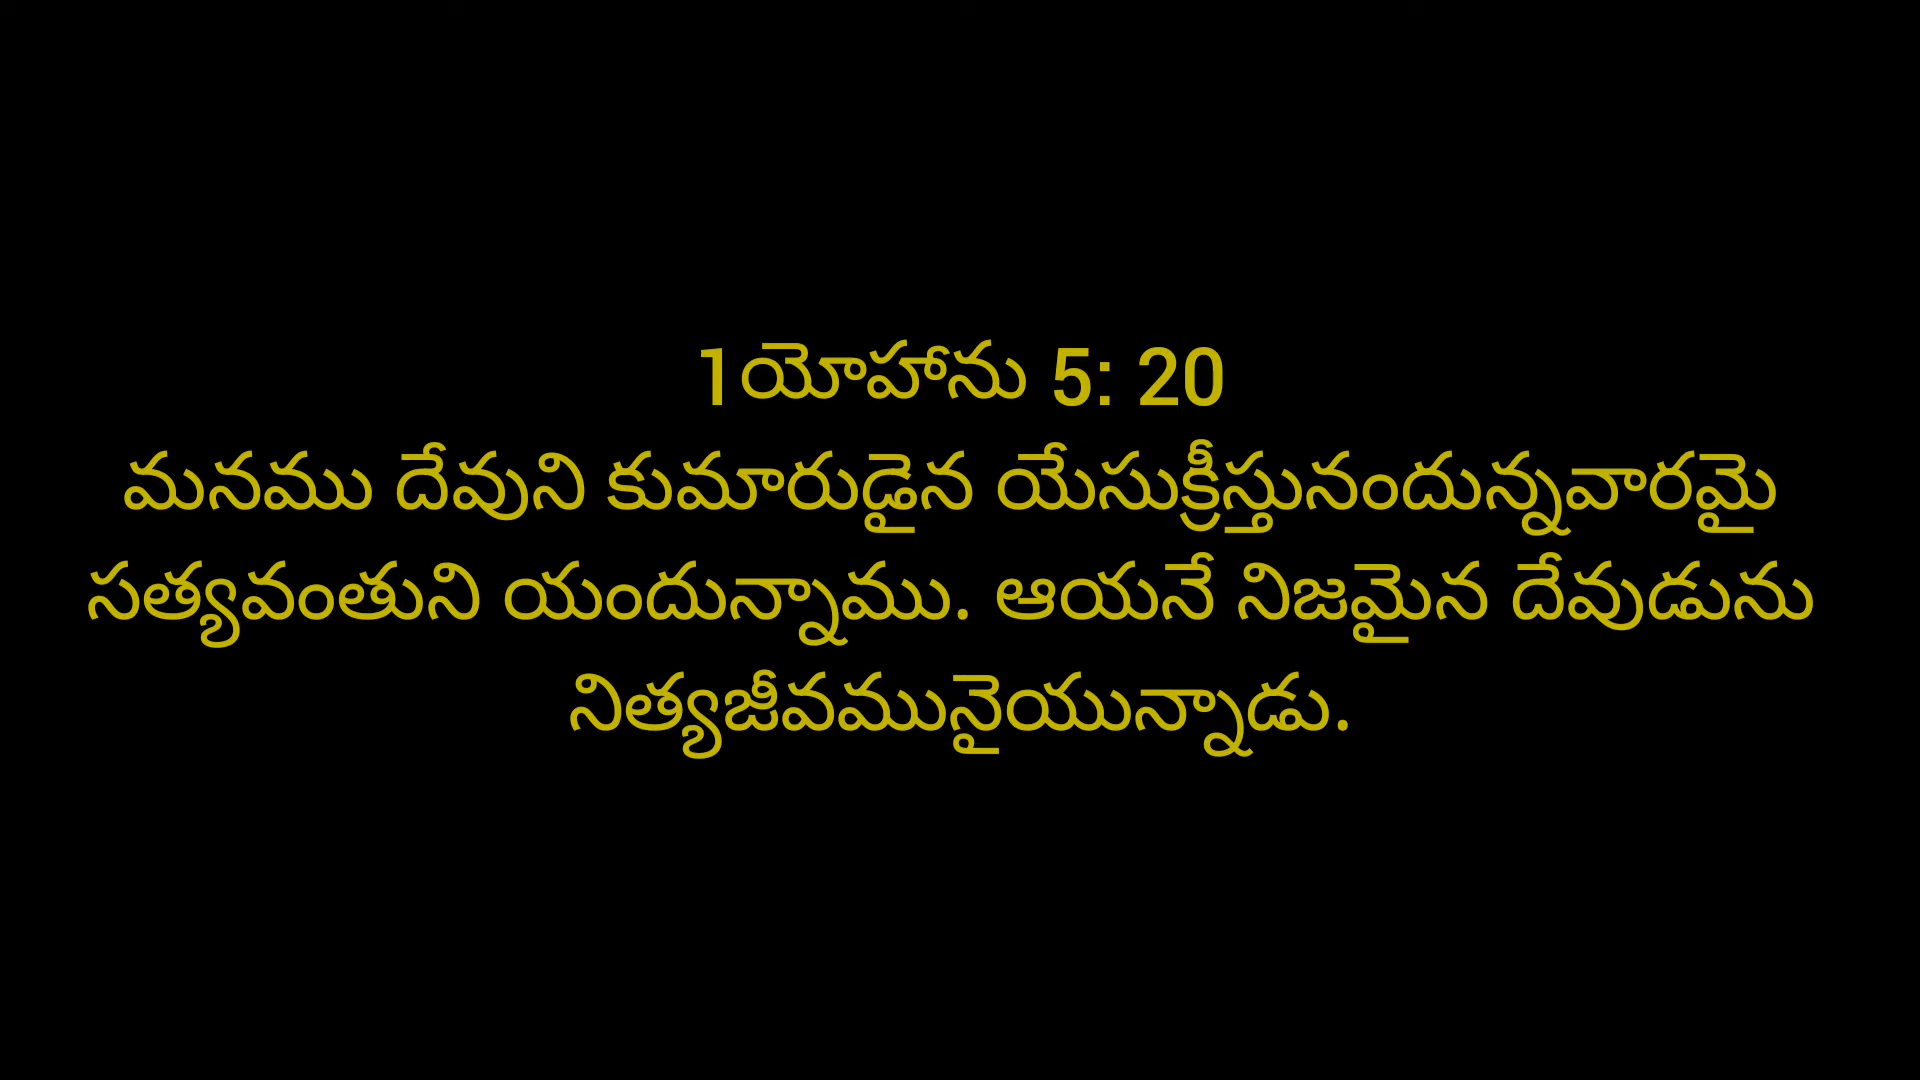 1యోహాను 5: 20
మనము దేవుని కుమారుడైన యేసుక్రీస్తునందున్నవారమై
సత్యవంతుని యందున్నాము. ఆయనే నిజమైన దేవుడును
నిత్యజీవమునైయున్నాడు.